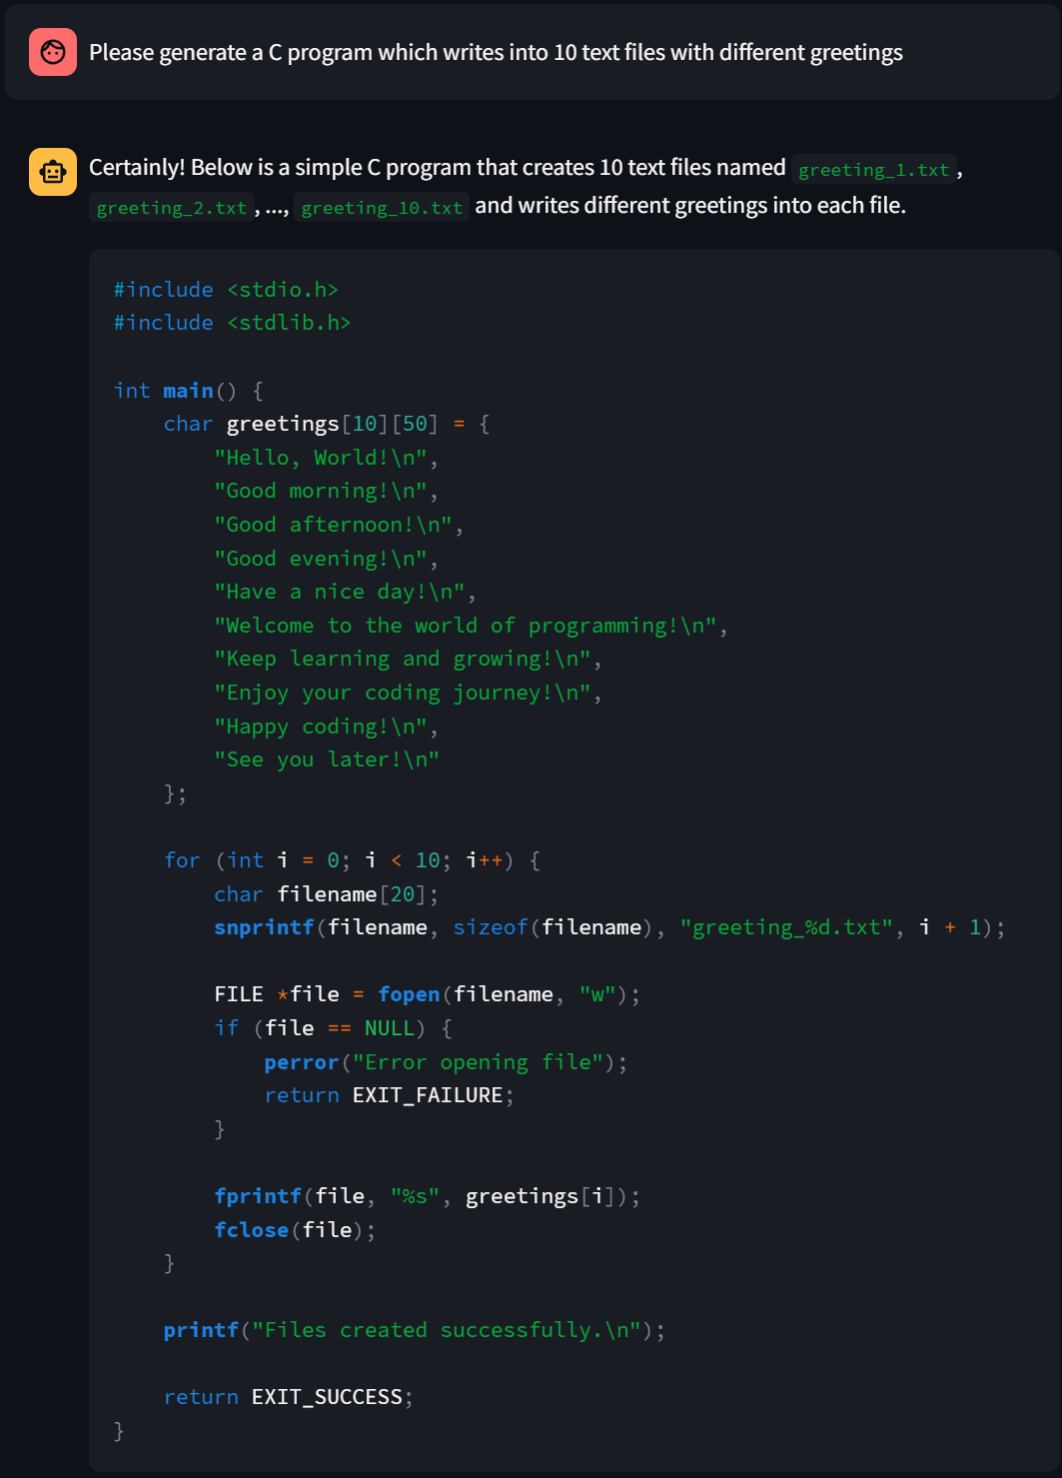 Please generate a C program which writes into 10 text files with different greetings
Certainly! Below is a simple C program that creates 10 text files named greeting_1.txt,
greeting_2.txt, ..., greeting_10.txt and writes different greetings into each file.
#include <stdio.h>
#include <stdlib.h>
int main() {
    char greetings[10][50] = {
        "Hello, World!\n",
        "Good morning!\n",
        "Good afternoon!\n",
        "Good evening!\n",
        "Have a nice day!\n",
        "Welcome to the world of programming!\n",
        "Keep learning and growing!\n",
        "Enjoy your coding journey!\n",
        "Happy coding!\n",
        "See you later!\n"
    };
    for (int i = 0; i < 10; i++) {
        char filename[20];
        snprintf(filename, sizeof(filename), "greeting_%d.txt", i + 1);
        FILE *file = fopen(filename, "w");
        if (file == NULL) {
            perror("Error opening file");
            return EXIT_FAILURE;
        }
        fprintf(file, "%s", greetings[i]);
        fclose(file);
    }
    printf("Files created successfully.\n");
    return EXIT_SUCCESS;
}